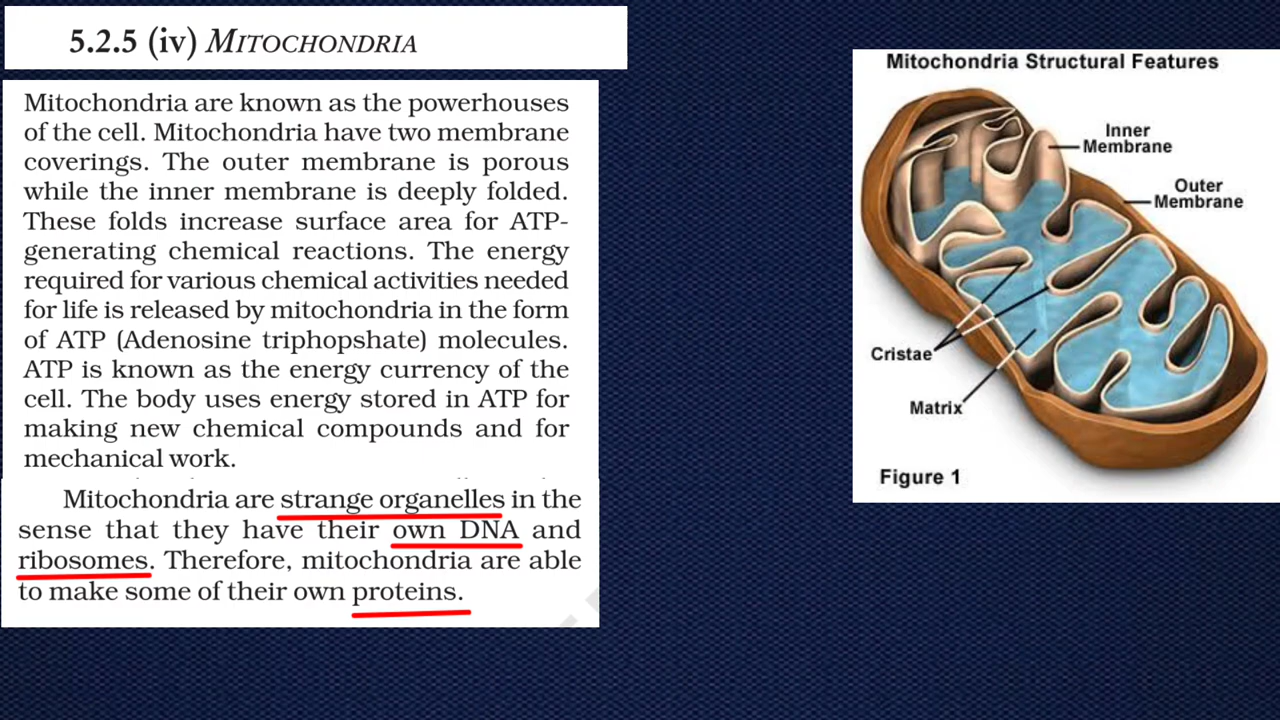 5.2.5 (iv) MITOCHONDRIA
Mitochondria are known as the powerhouses
of the cell. Mitochondria have two membrane
coverings. The outer membrane is porous
while the inner membrane is deeply folded.
These folds increase surface area for ATP-
generating chemical reactions. The energy
required for various chemical activities needed
for life is released by mitochondria in the form
of ATP (Adenosine triphopshate) molecules.
ATP is known as the energy currency of the
cell. The body uses energy stored in ATP for
making new chemical compounds and for
mechanical work.
Mitochondria are strange organelles in the
sense that they have their own DNA and
ribosomes. Therefore, mitochondria are able
to make some of their own proteins.
Mitochondria Structural Features
Inner
Membrane
Outer
Membrane
Cristae
Matrix
Figure 1